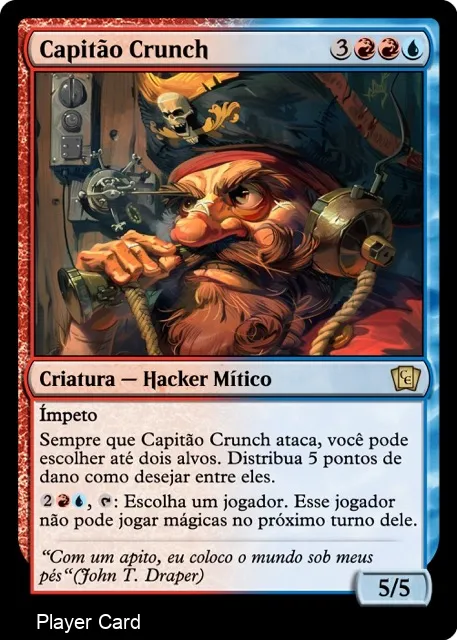 Capitão Crunch 3
Criatura — Hacker Mítico
CE
Ímpeto
Sempre que Capitão Crunch ataca, você pode
escolher até dois alvos. Distribua 5 pontos de
dano como desejar entre eles.
2, : Escolha um jogador. Esse jogador
não pode jogar mágicas no próximo turno dele.
“Com um apito, eu coloco o mundo sob meus
pés“(John T. Draper)
5/5
Player Card